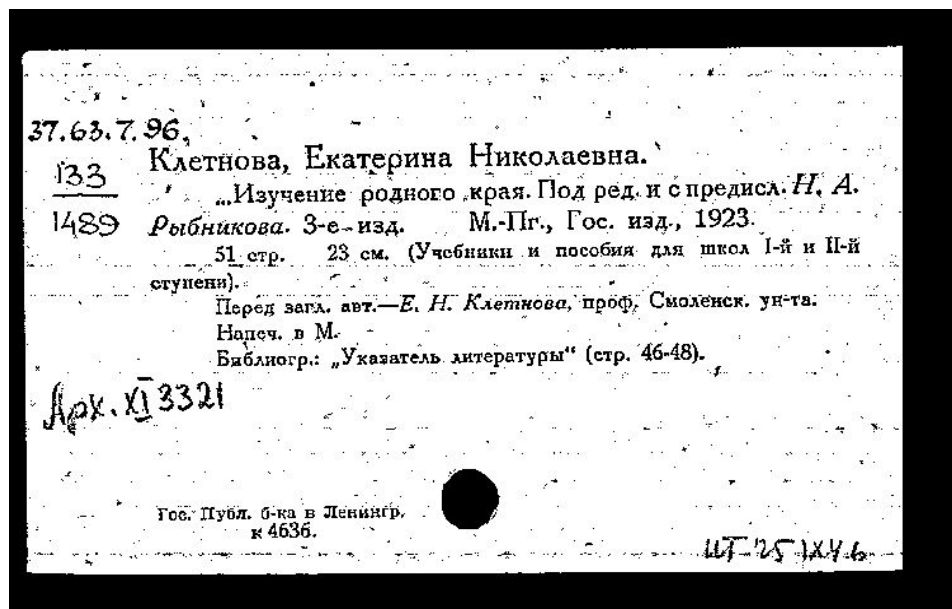 37.63.7.96.
133
1489
Клетнова, Екатерина Николаевна.
„Изучение родного края. Под ред. и с предисл. Н. А.
Рыбникова. 3-е изд. М.-Пг., Гос. изд., 1923.
51 стр. 23 см. (Учебники и пособия для школ I-й и II-й
ступени).
Перед загл. авт.—Е. Н. Клетнова, проф. Смоленск. ун-та.
Напеч. в М.
Библиогр.: „Указатель литературы“ (стр. 46-48).
Арх. XI 3321
Гос. Публ. б-ка в Ленингр.
к 463б.